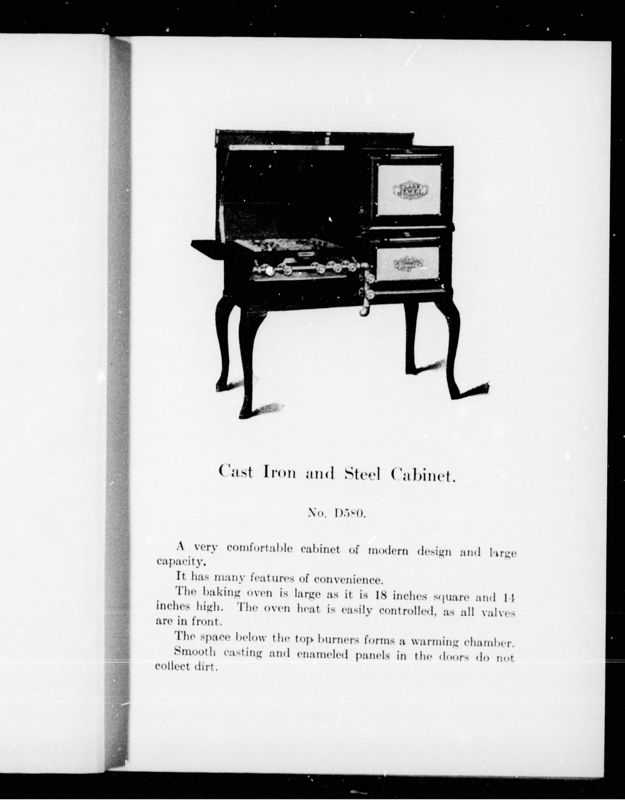 CLARK
JEWEL
Cast Iron and Steel Cabinet.
No. D580.
A very comfortable cabinet of modern design and large
capacity.
It has many features of convenience.
The baking oven is large as it is 18 inches square and 14
inches high. The oven heat is easily controlled, as all valves
are in front.
The space below the top burners forms a warming chamber.
Smooth casting and enameled panels in the doors do not
collect dirt.